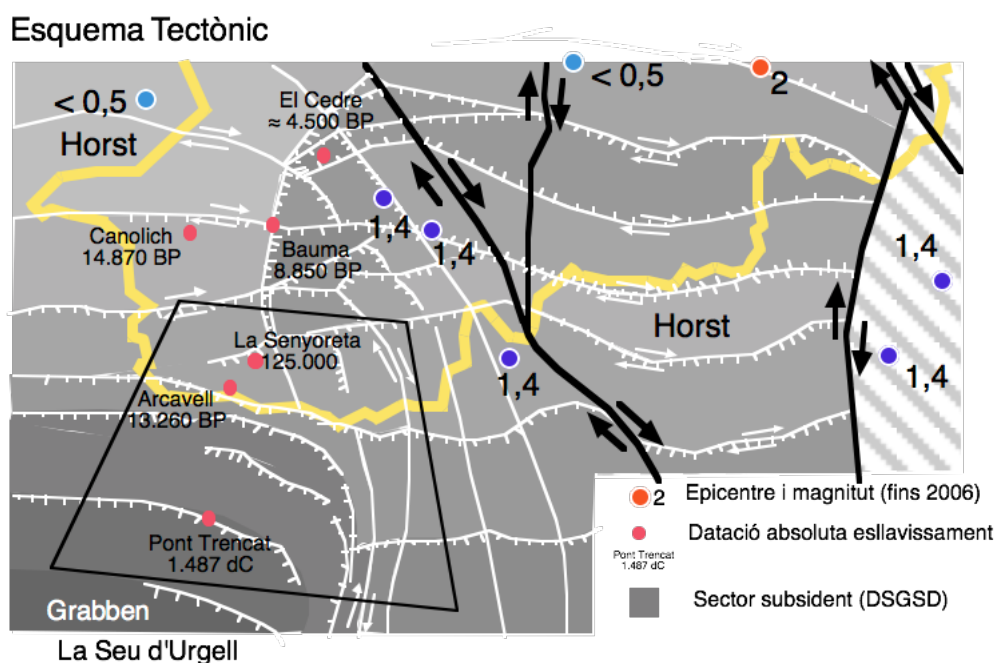 Esquema Tectònic
< 0,5
El Cedre
≈ 4.500 BP
< 0,5
2
Horst
1,4
1,4
Canolich
14.870 BP
Bauma
8.850 BP
1,4
Horst
La Senyoreta
125.000
1,4
1,4
Arcavell
13.260 BP
2
Epicentre i magnitut (fins 2006)
Datació absoluta esllavissament
Pont Trencat
1.487 dC
Pont Trencat
1.487 dC
Sector subsident (DSGSD)
Grabben
La Seu d'Urgell